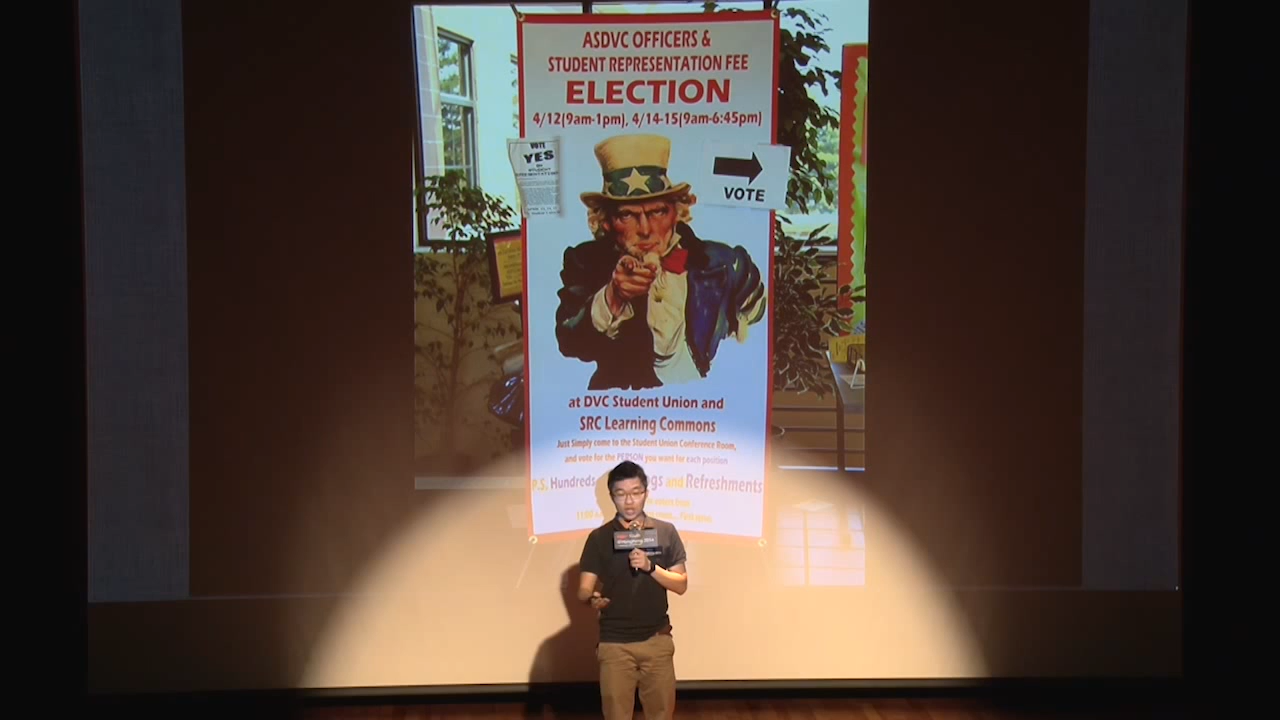 ASDVC OFFICERS &
STUDENT REPRESENTATION FEE
ELECTION
4/12(9am-1pm), 4/14-15(9am-6:45pm)
VOTE
YES
VOTE
at DVC Student Union and
SRC Learning Commons
Just Simply come to the Student Union Conference Room,
and vote for the PERSON you want for each position
P.S. Hundreds ogs and Refreshments